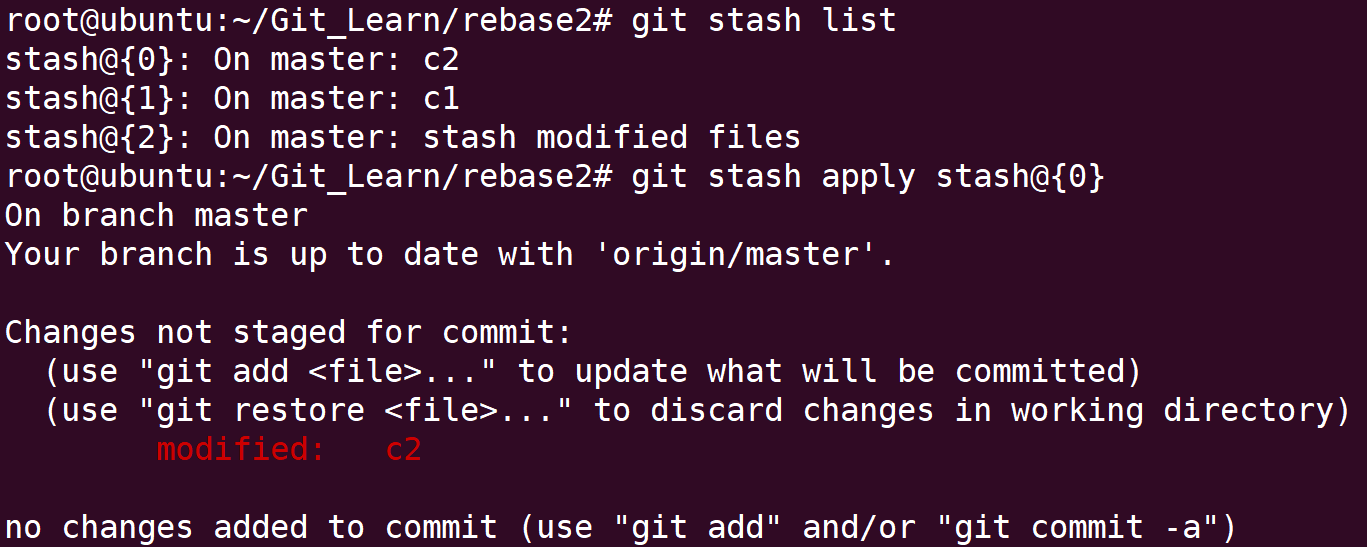 root@ubuntu:~/Git_Learn/rebase2# git stash list
stash@{0}: On master: c2
stash@{1}: On master: c1
stash@{2}: On master: stash modified files
root@ubuntu:~/Git_Learn/rebase2# git stash apply stash@{0}
On branch master
Your branch is up to date with 'origin/master'.

Changes not staged for commit:
  (use "git add <file>..." to update what will be committed)
  (use "git restore <file>..." to discard changes in working directory)
        modified:   c2

no changes added to commit (use "git add" and/or "git commit -a")